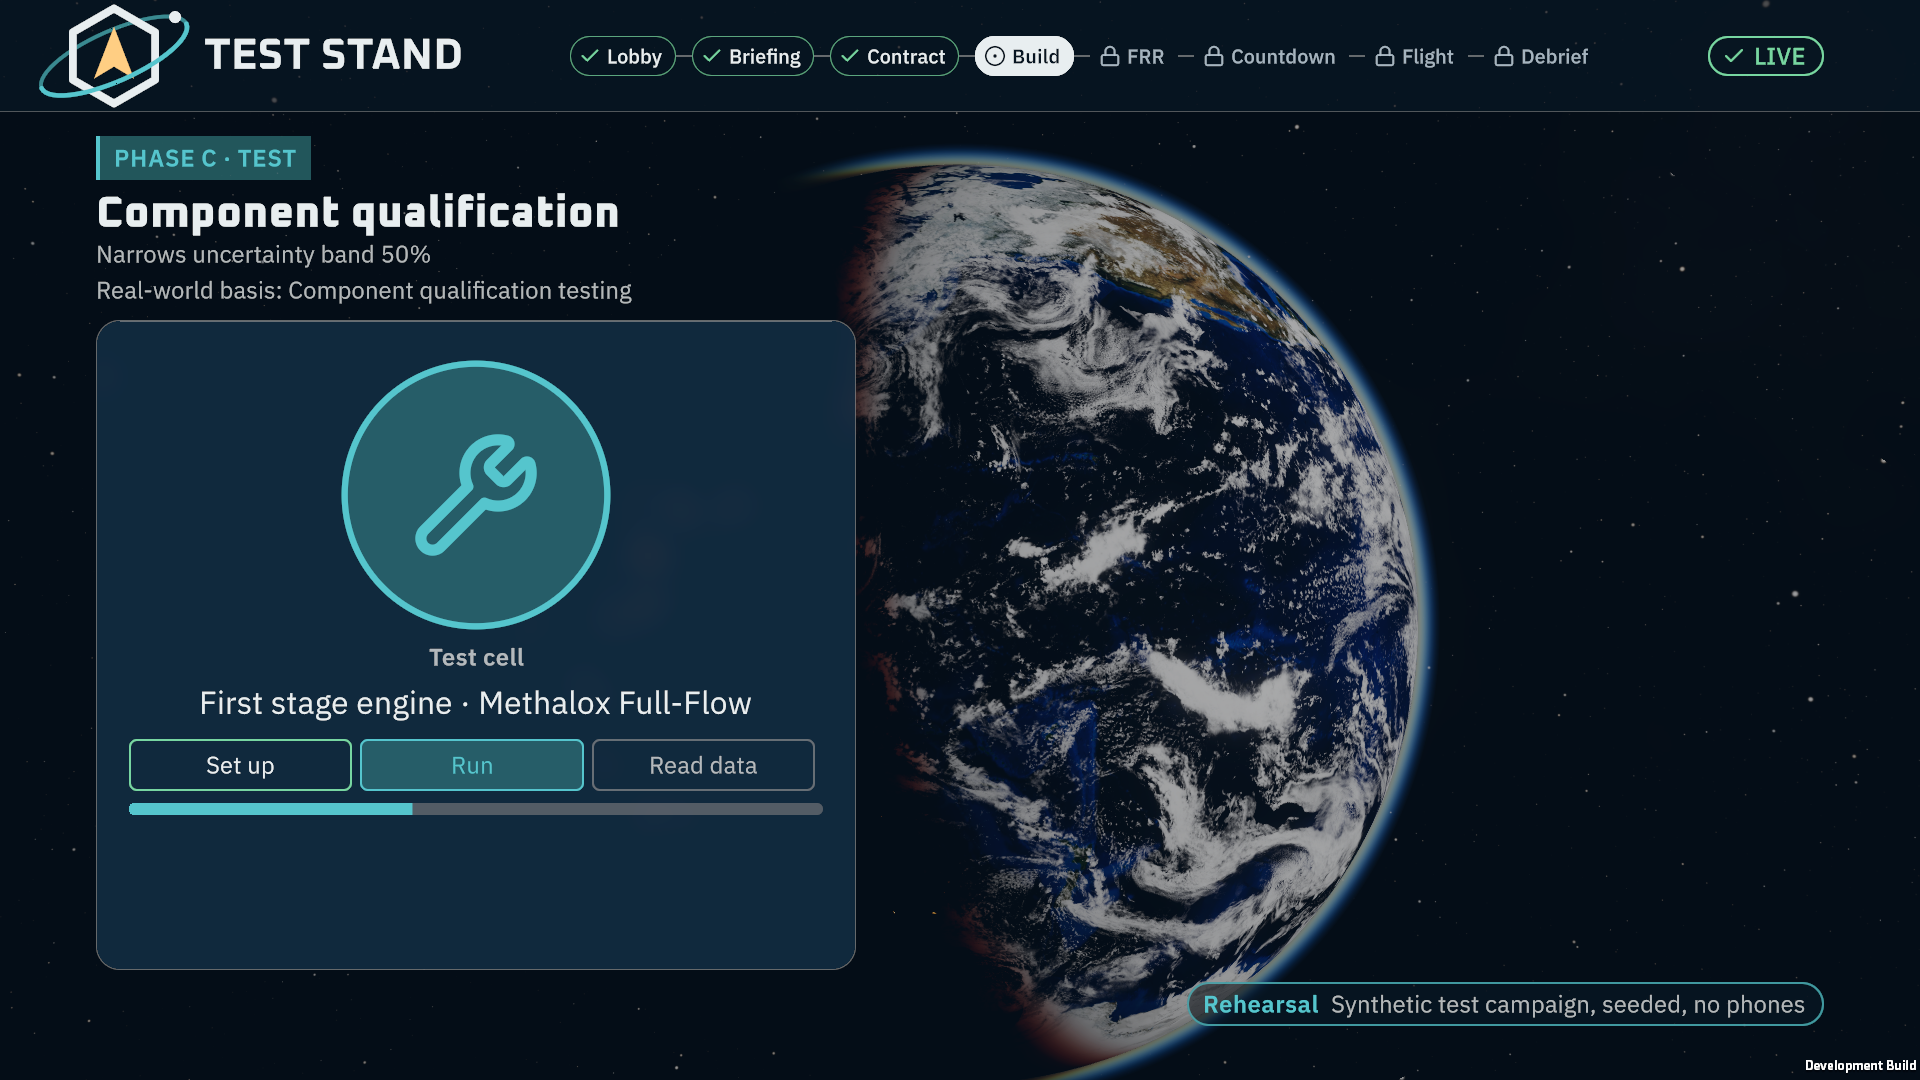 TEST STAND
Lobby
Briefing
Contract
Build
FRR
Countdown
Flight
Debrief
LIVE
PHASE C · TEST
Component qualification
Narrows uncertainty band 50%
Real-world basis: Component qualification testing
Test cell
First stage engine · Methalox Full-Flow
Set up
Run
Read data
Rehearsal Synthetic test campaign, seeded, no phones
Development Build